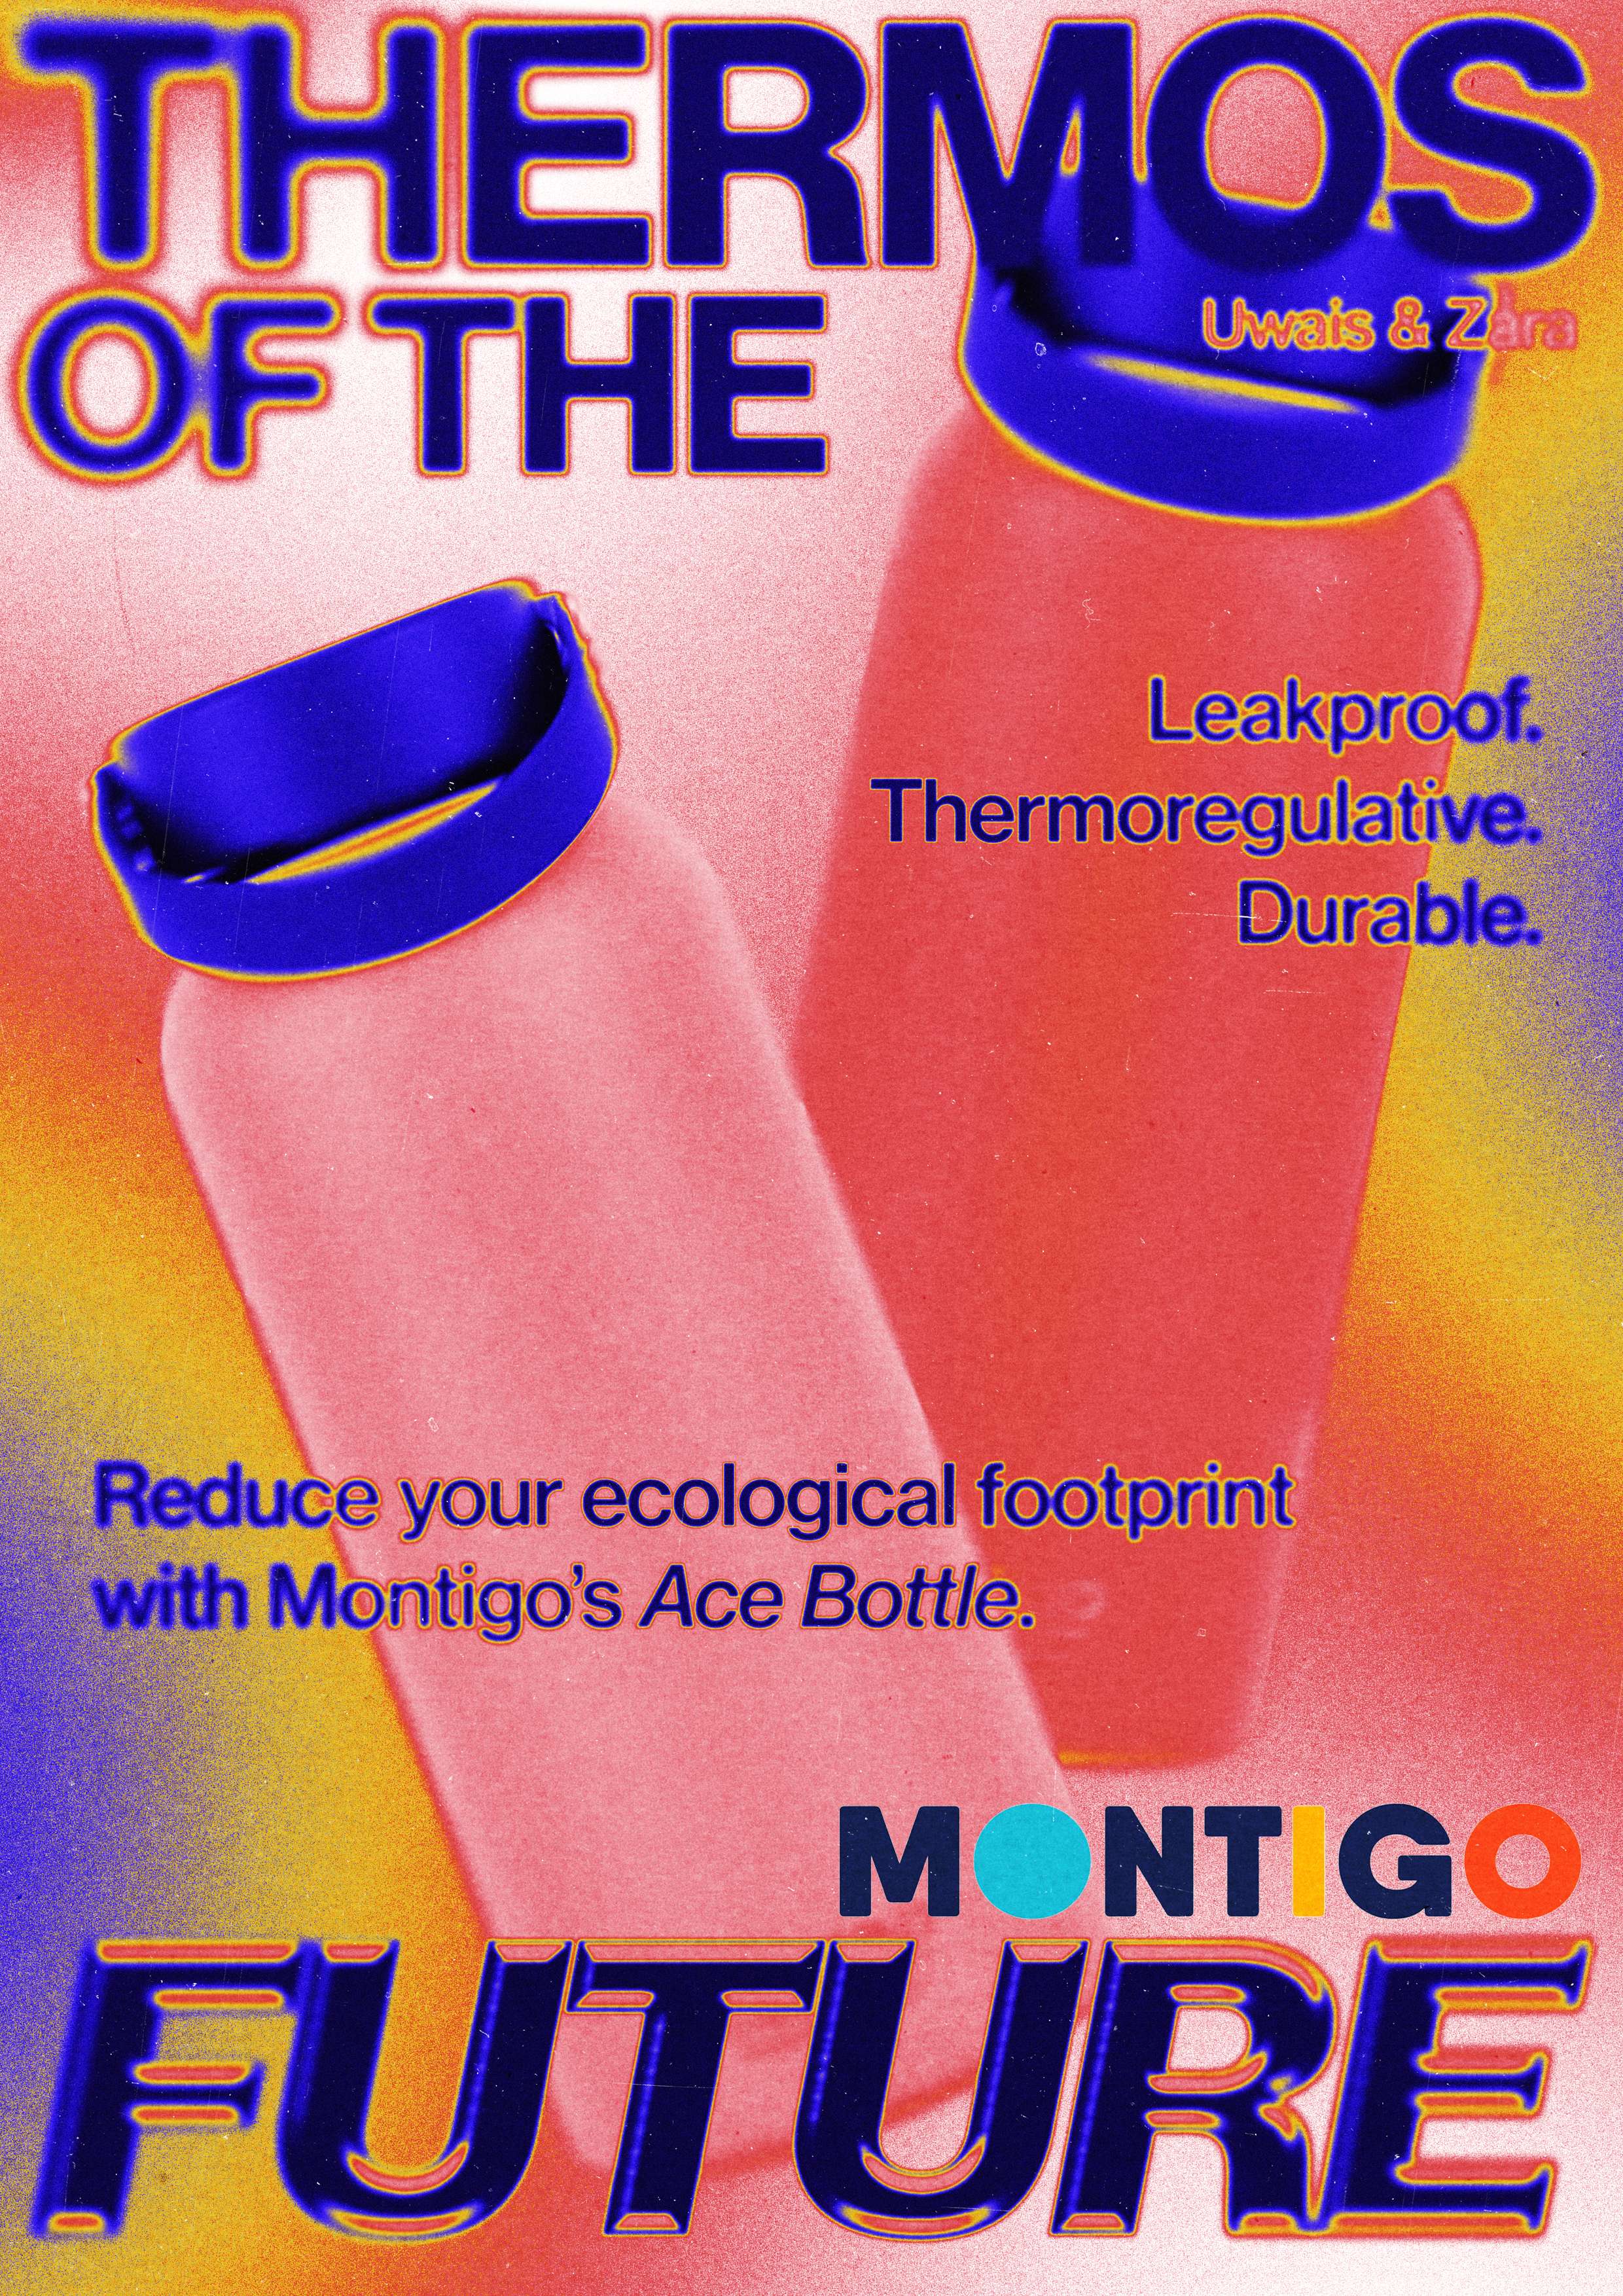 THERMOS
OF THE
Uwais & Zara
Leakproof.
Thermoregulative.
Durable.
Reduce your ecological footprint
with Montigo’s Ace Bottle.
MONTIGO
FUTURE